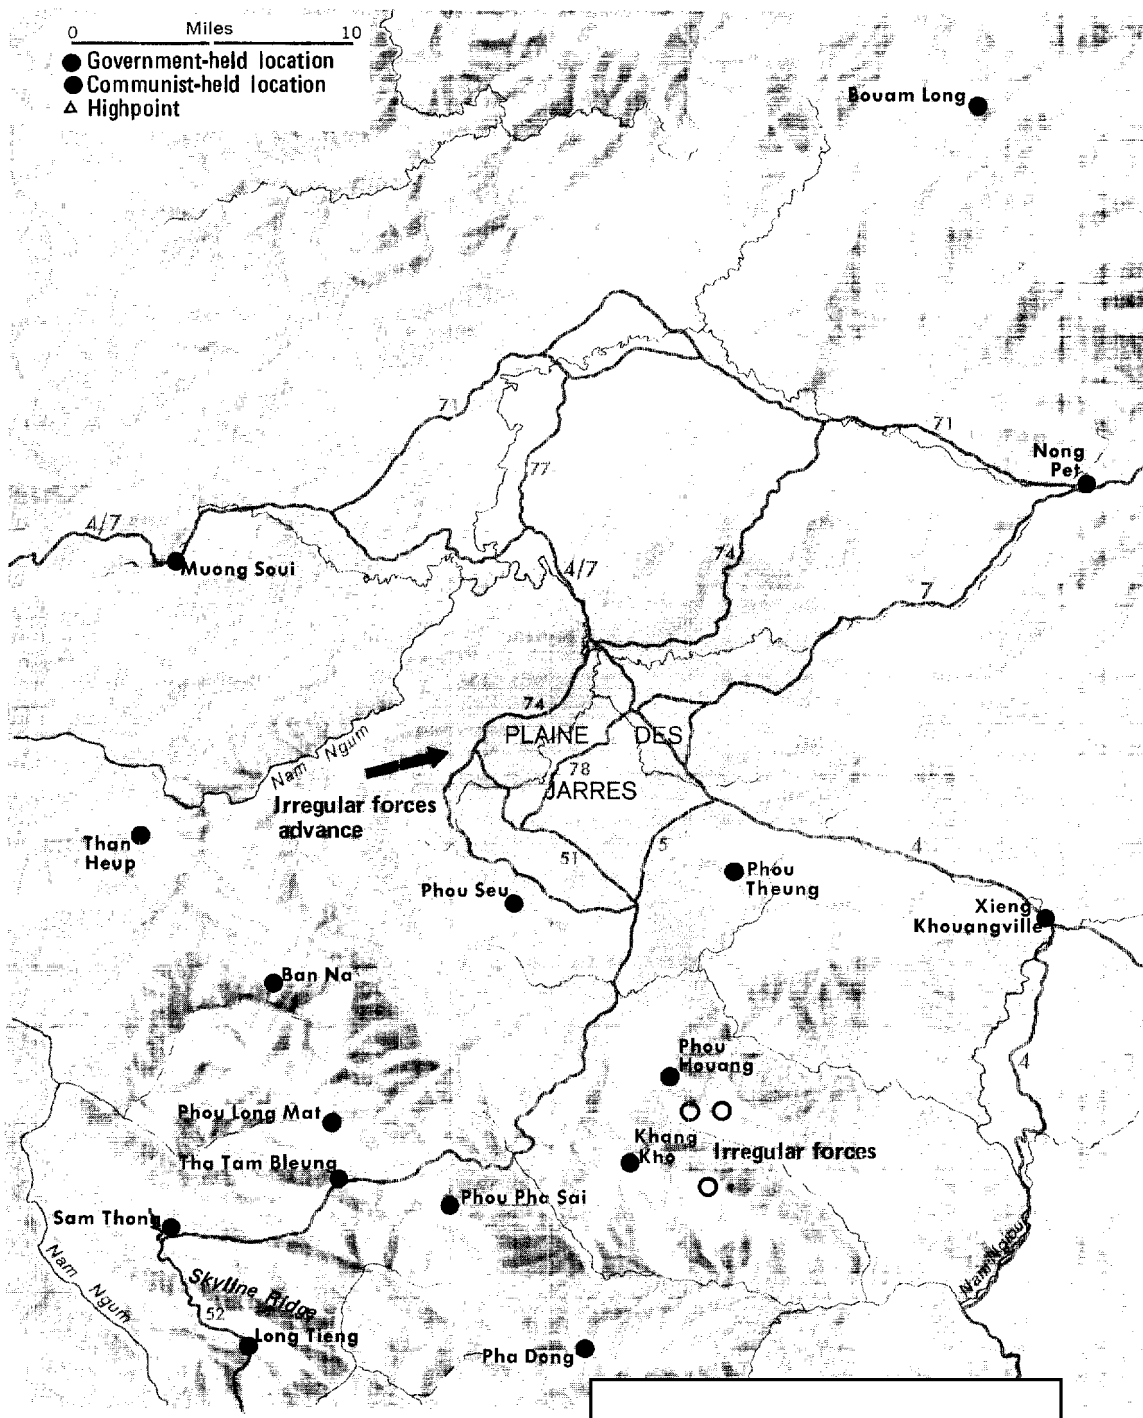 0 Miles 10
Government-held location
Communist-held location
Highpoint
Bouam Long
71
71
Nong
Pet
77
4/7
Muong Soui
4/7
74
7
74
PLAINE DES
Nam Ngum
78
JARRES
Irregular forces
advance
Than
Heup
51
5
4
Phou Seu
Phou
Theung
Xieng
Khouangville
Ban Na
Phou
Houang
4
Phou Long Mat
Khang
Kho
Irregular forces
Tha Tam Bleung
Phou Pha Sai
Sam Thong
Nam Ngum
Skyline Ridge
52
Long Tieng
Pha Dong